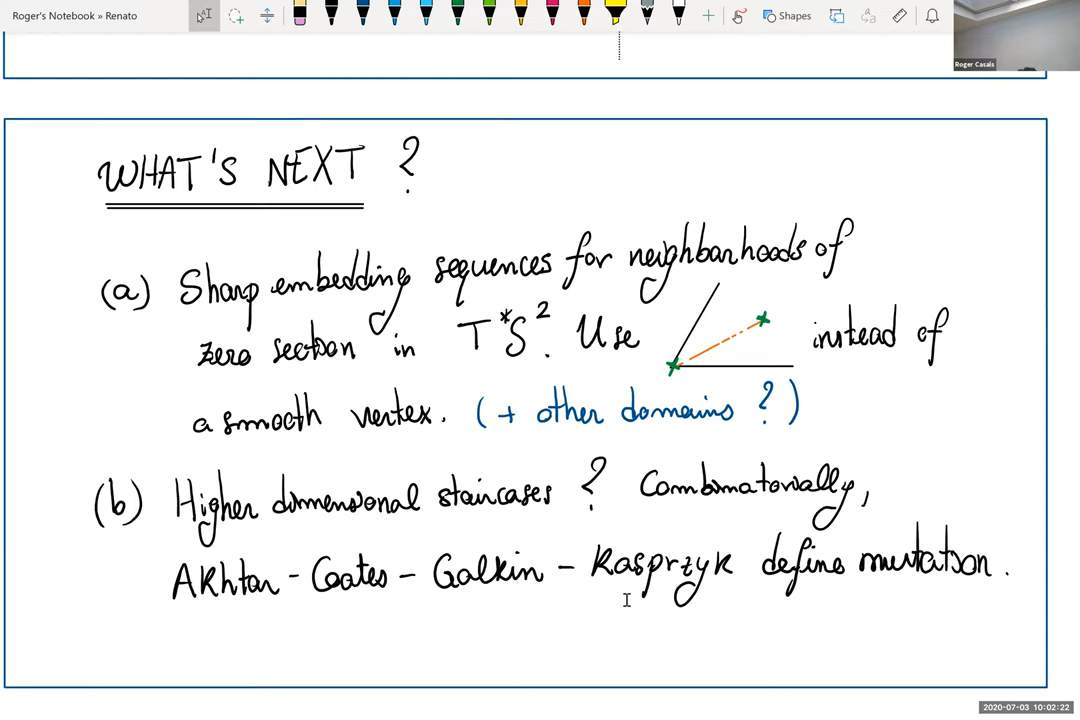 Roger's Notebook » Renato
Shapes
Roger Casals
WHAT'S NEXT ?
(a) Sharp embedding sequences for neighborhoods of
zero section in T*S². Use instead of
a smooth vertex. (+ other domains ?)
(b) Higher dimensional staircases ? Combinatorially,
Akhtar - Coates - Galkin - Kasprzyk define mutation.
2020-07-03 10:02:22